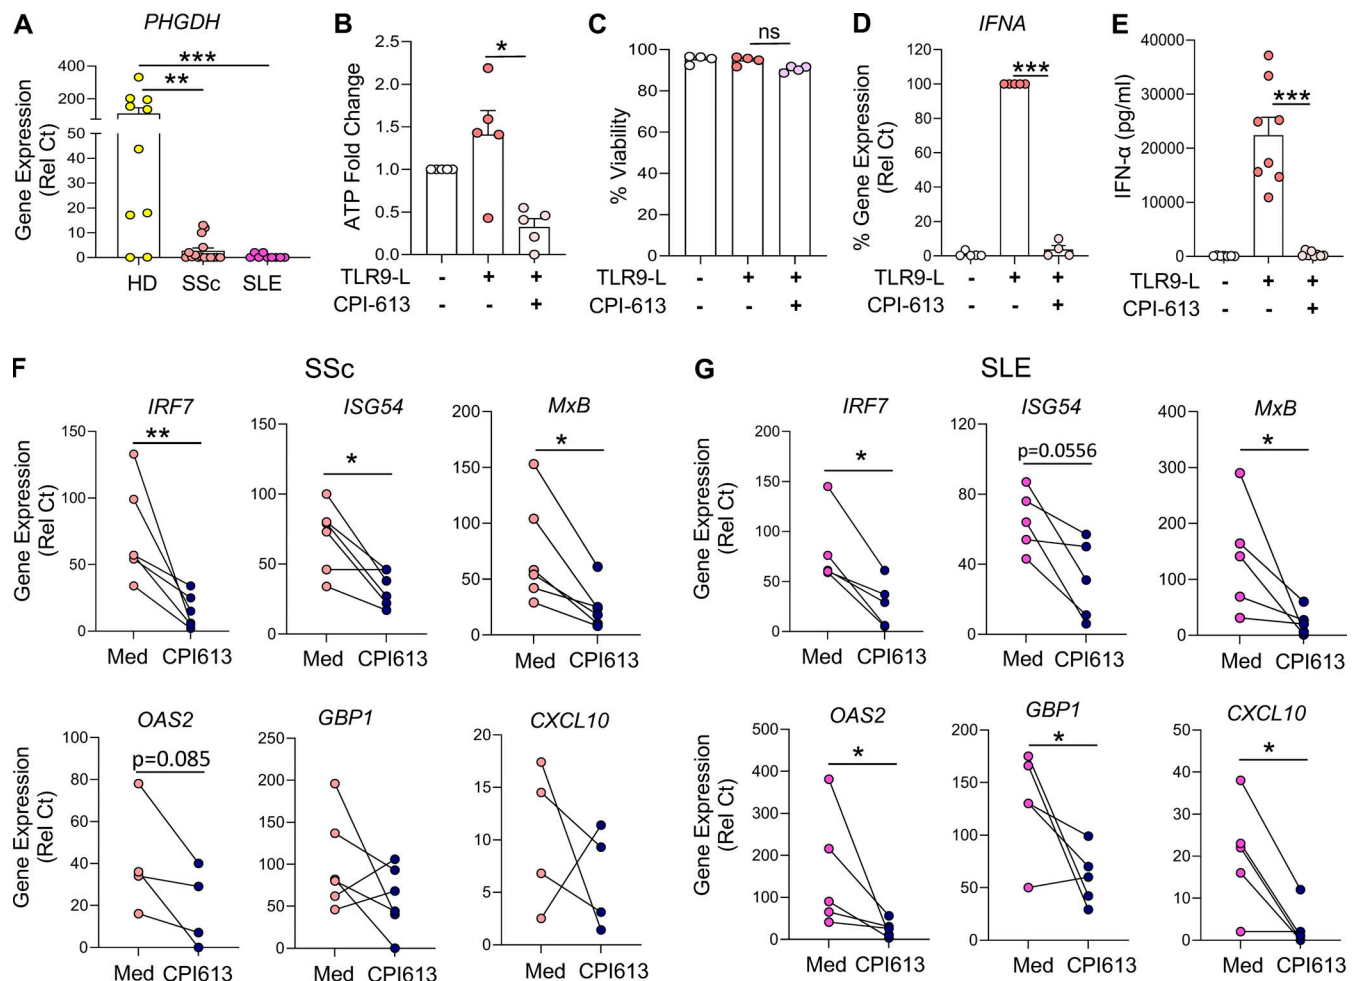 A
PHGDH
Gene Expression
(Rel Ct)
400
200
50
40
30
20
10
0
***
**
HD SSc SLE
B
ATP Fold Change
2.5
2.0
1.5
1.0
0.5
0.0
*
TLR9-L - + +
CPI-613 - - +
C
% Viability
100
80
60
40
20
0
ns
TLR9-L - + +
CPI-613 - - +
D
IFNA
% Gene Expression
(Rel Ct)
120
100
80
60
40
20
0
***
TLR9-L - + +
CPI-613 - - +
E
IFN-α (pg/ml)
40000
30000
20000
10000
0
***
TLR9-L - + +
CPI-613 - - +
F
SSc
IRF7
Gene Expression
(Rel Ct)
150
100
50
0
**
Med CPI613
ISG54
150
100
50
0
*
Med CPI613
MxB
200
150
100
50
0
*
Med CPI613
OAS2
Gene Expression
(Rel Ct)
100
80
60
40
20
0
p=0.085
Med CPI613
GBP1
250
200
150
100
50
0
Med CPI613
CXCL10
20
15
10
5
0
Med CPI613
G
SLE
IRF7
Gene Expression
(Rel Ct)
200
150
100
50
0
*
Med CPI613
ISG54
120
80
40
0
p=0.0556
Med CPI613
MxB
400
300
200
100
0
*
Med CPI613
OAS2
Gene Expression
(Rel Ct)
500
400
300
200
100
0
*
Med CPI613
GBP1
200
150
100
50
0
*
Med CPI613
CXCL10
50
40
30
20
10
0
*
Med CPI613